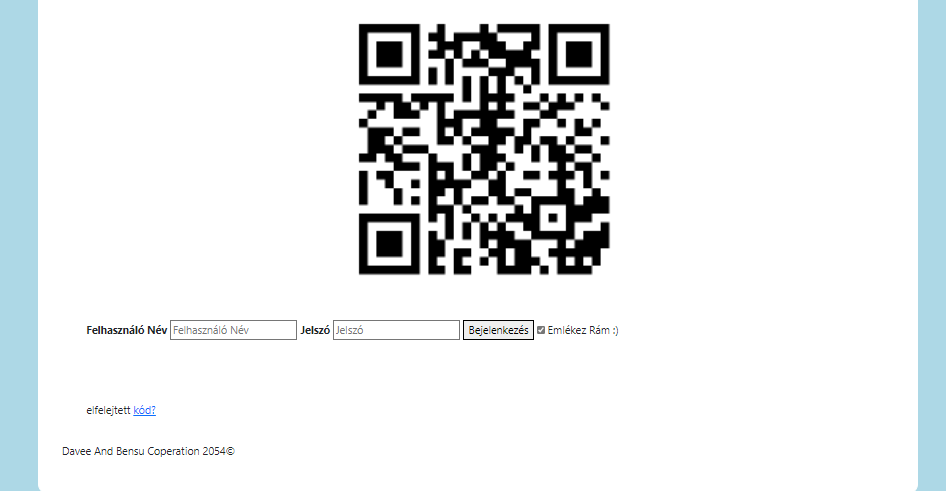 Felhasználó Név Felhasználó Név Jelszó Jelszó Bejelenkezés Emlékez Rám :)
elfelejtett kód?
Davee And Bensu Coperation 2054©